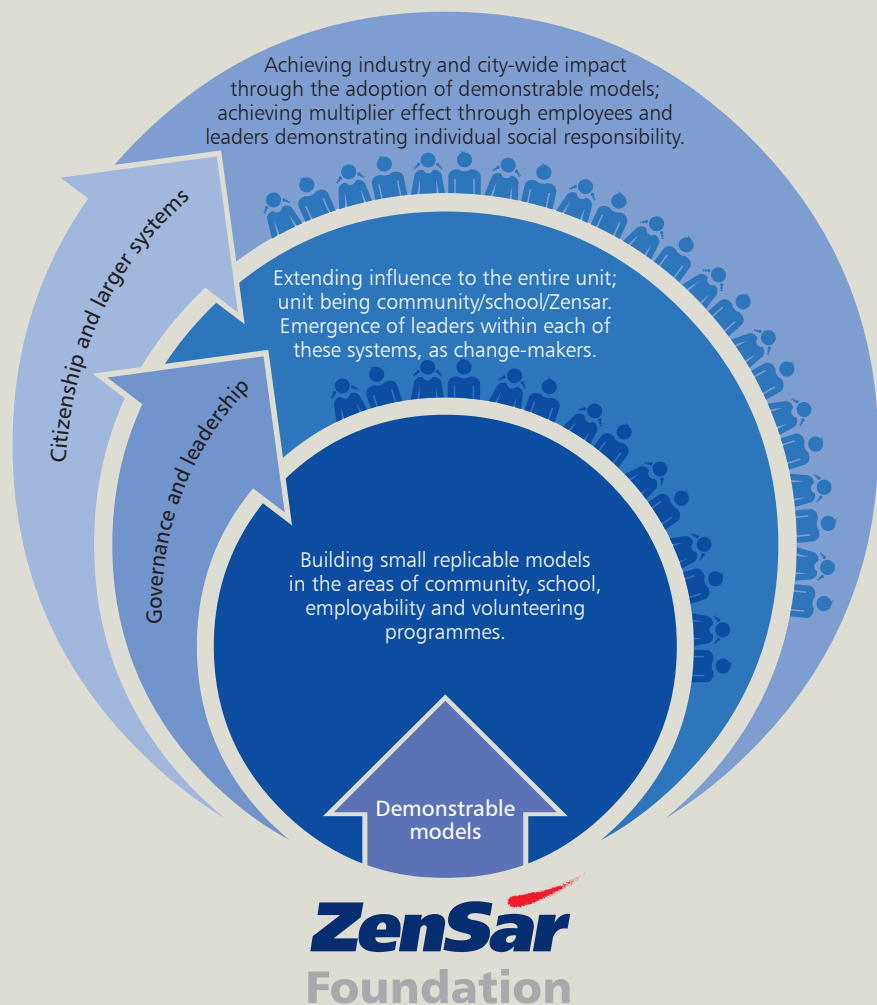 Achieving industry and city-wide impact
through the adoption of demonstrable models;
achieving multiplier effect through employees and
leaders demonstrating individual social responsibility.
Citizenship and larger systems
Extending influence to the entire unit;
unit being community/school/Zensar.
Emergence of leaders within each of
these systems, as change-makers.
Governance and leadership
Building small replicable models
in the areas of community, school,
employability and volunteering
programmes.
Demonstrable
models
ZenSar
Foundation